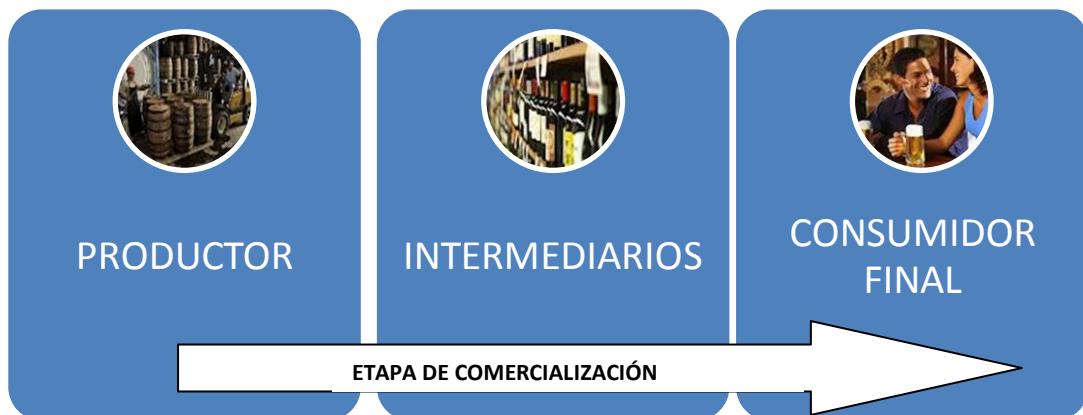 PRODUCTOR
INTERMEDIARIOS
CONSUMIDOR
FINAL
ETAPA DE COMERCIALIZACIÓN